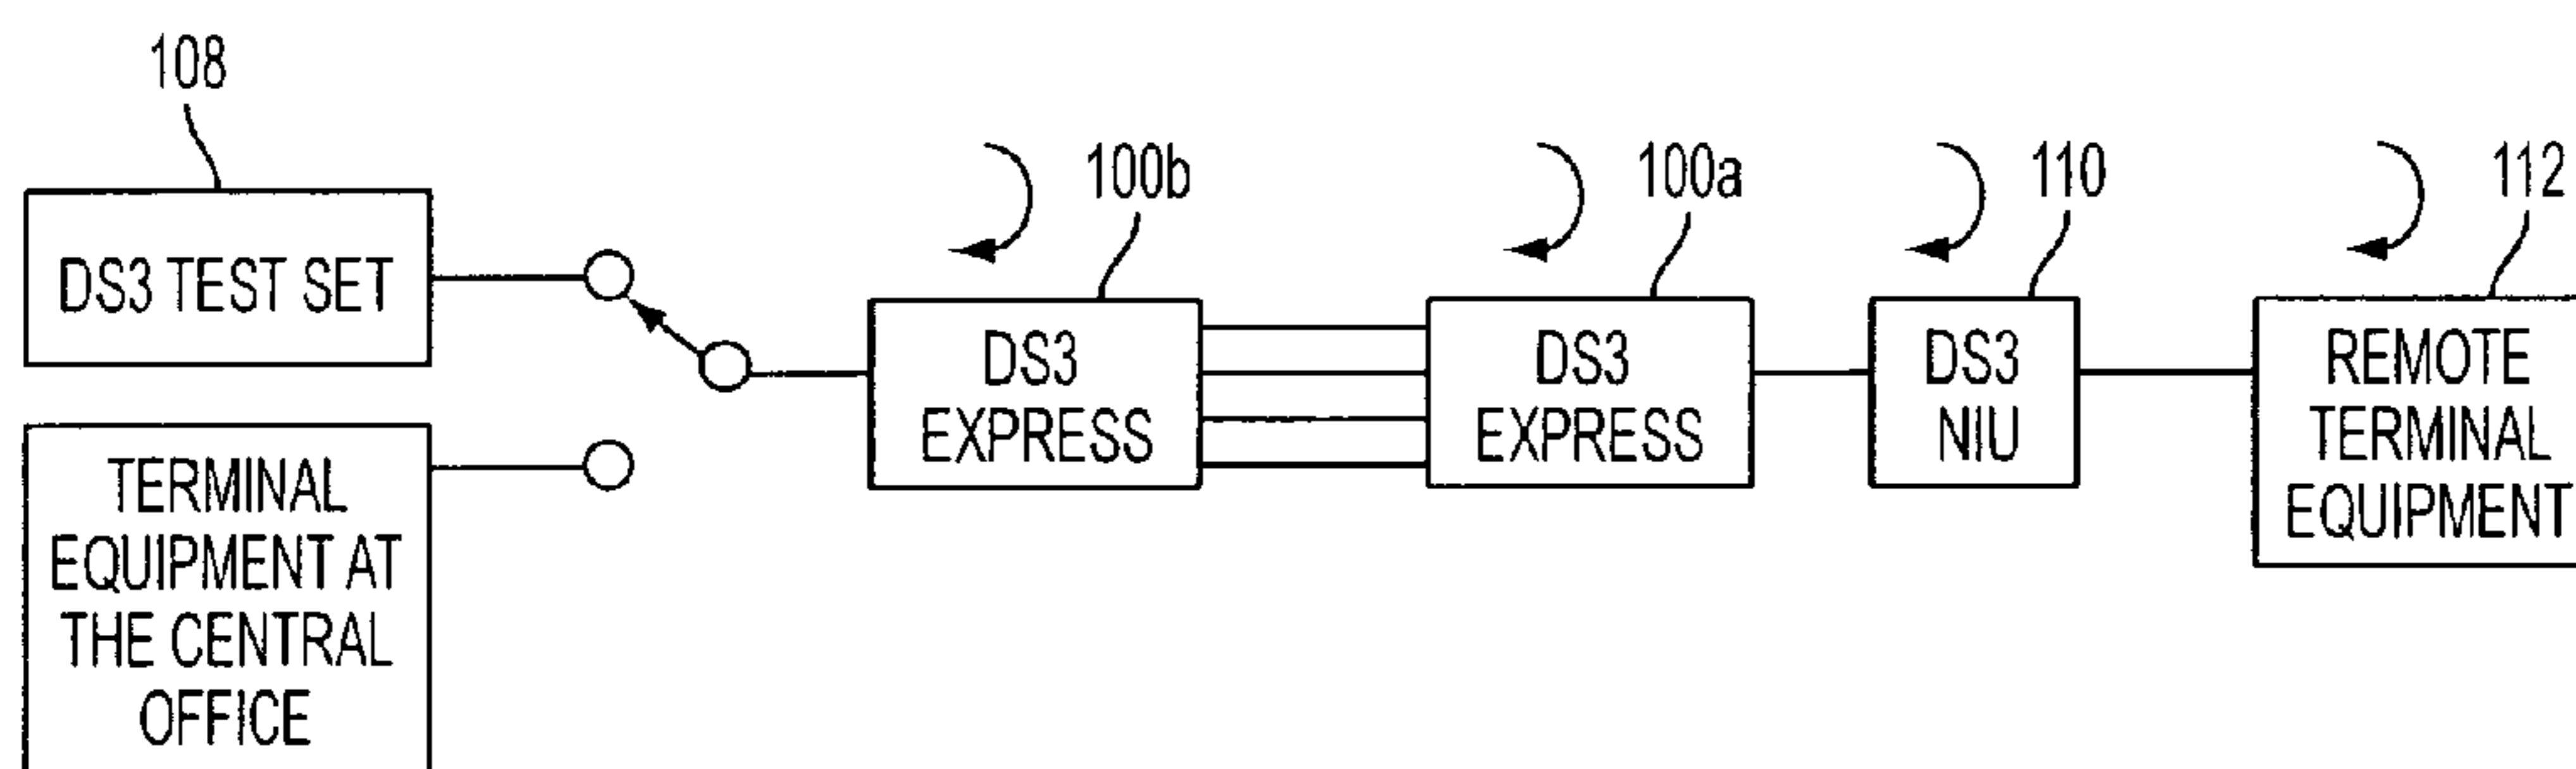 108
100b
100a
110
112
DS3 TEST SET
DS3
EXPRESS
DS3
EXPRESS
DS3
NIU
REMOTE
TERMINAL
EQUIPMENT
TERMINAL
EQUIPMENT AT
THE CENTRAL
OFFICE